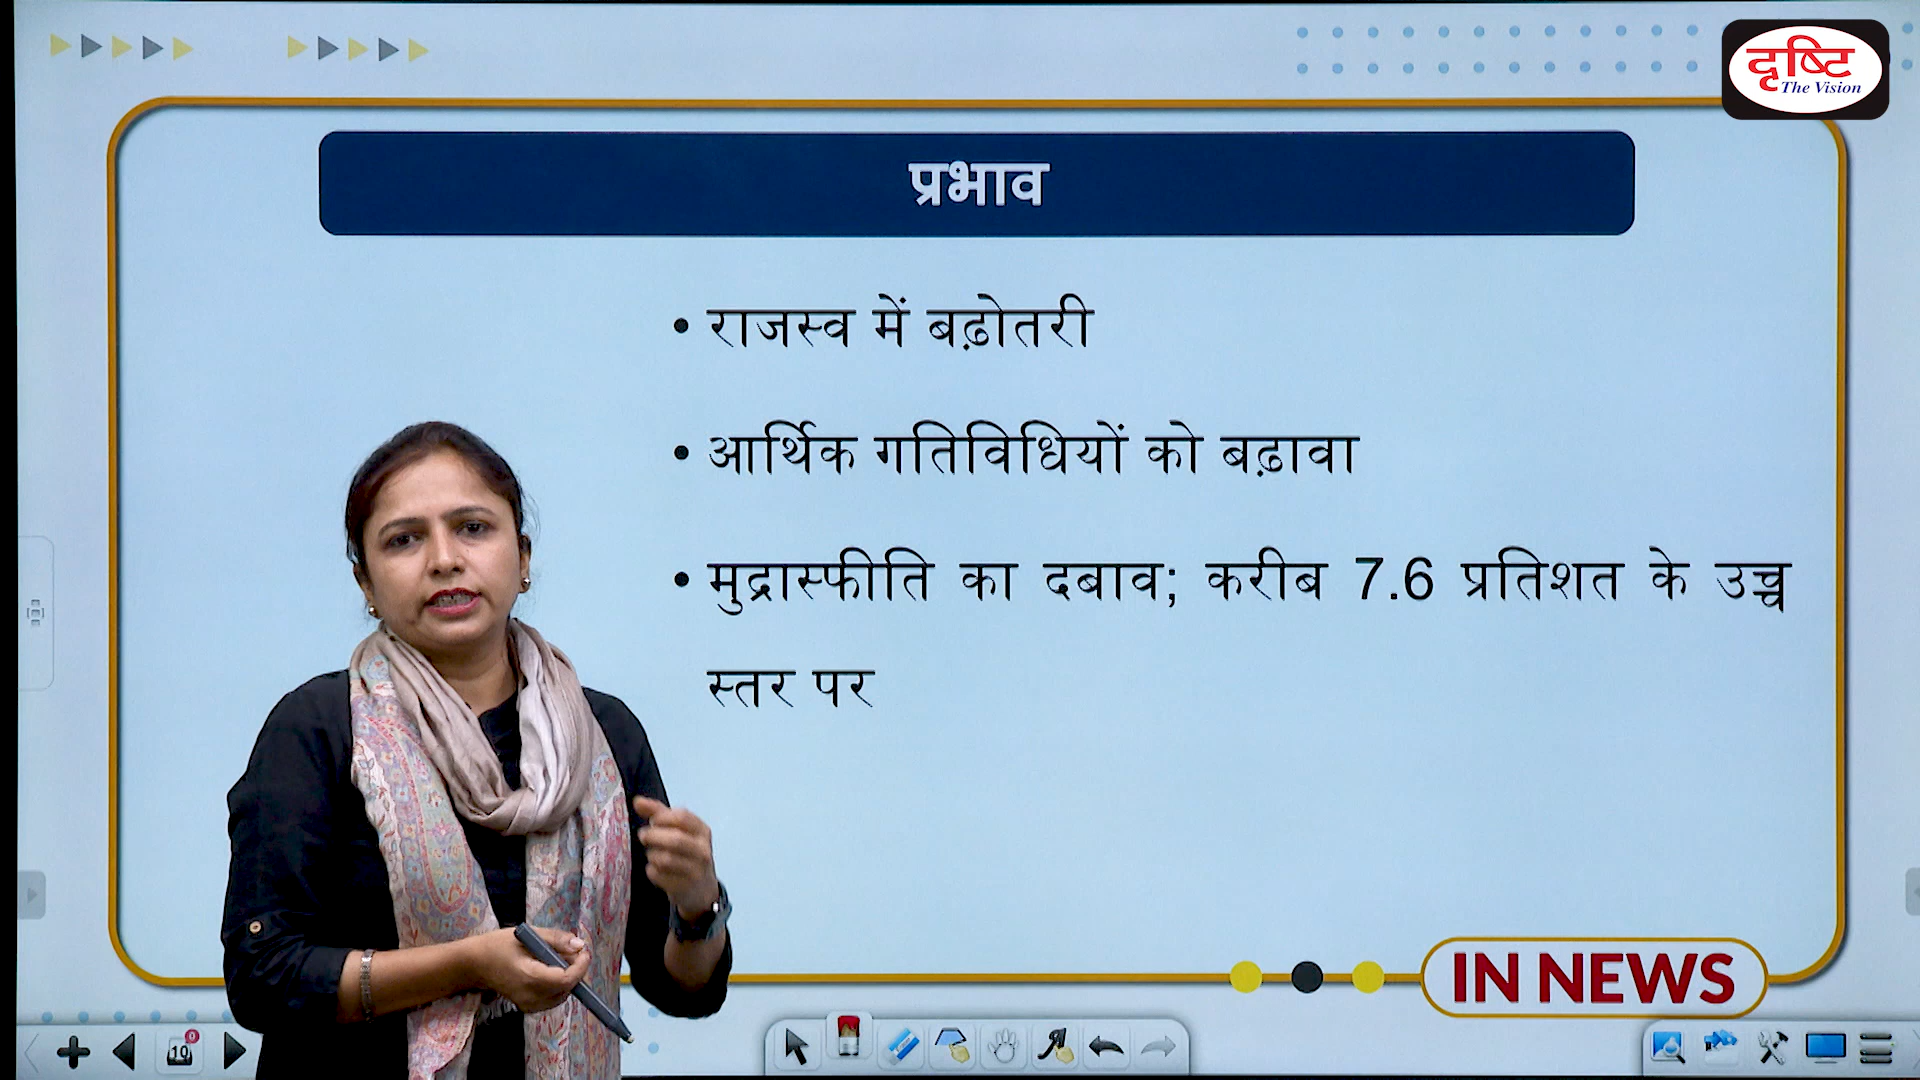 दृष्टि
The Vision
प्रभाव
• राजस्व में बढ़ोतरी
• आर्थिक गतिविधियों को बढ़ावा
• मुद्रास्फीति का दबाव; करीब 7.6 प्रतिशत के उच्च
स्तर पर
IN NEWS
10
0